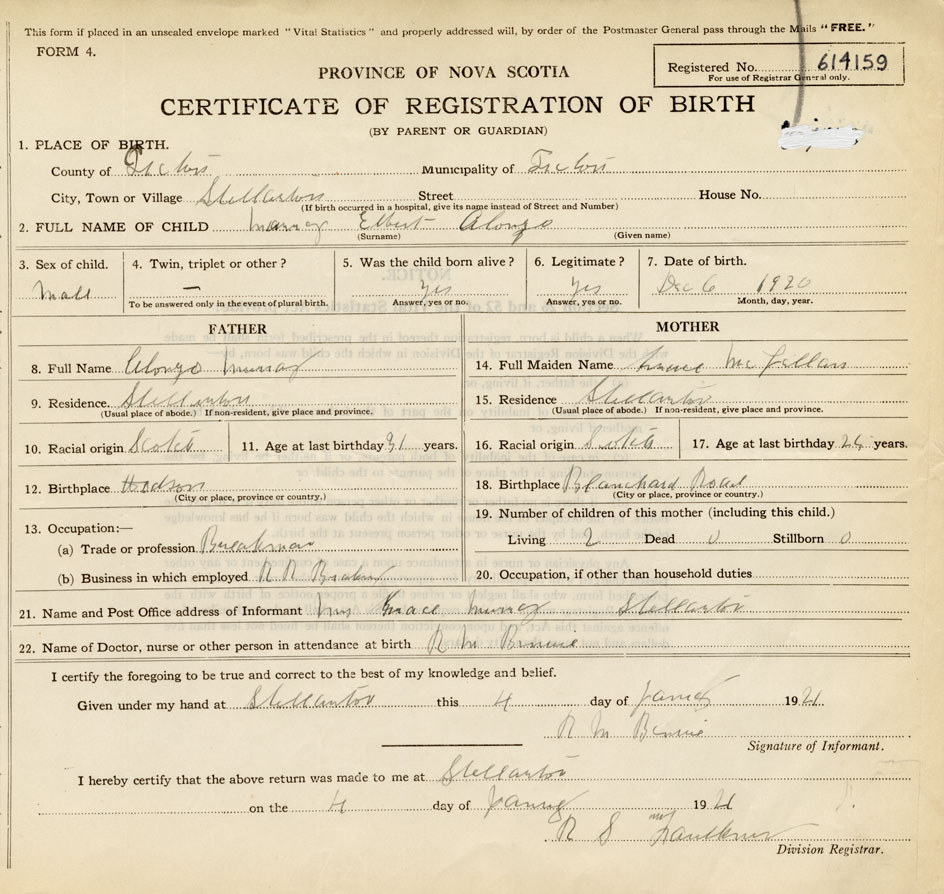 This form if placed in an unsealed envelope marked "Vital Statistics" and properly addressed will, by order of the Postmaster General pass through the Mails "FREE."
FORM 4.
Registered No. 614159
For use of Registrar General only.
PROVINCE OF NOVA SCOTIA
CERTIFICATE OF REGISTRATION OF BIRTH
(BY PARENT OR GUARDIAN)
1. PLACE OF BIRTH.
County of Pictou Municipality of Pictou
City, Town or Village Stellarton Street House No.
(If birth occurred in a hospital, give its name instead of Street and Number)
2. FULL NAME OF CHILD Murray Elbert Alonzo
(Surname) (Given name)
3. Sex of child. 4. Twin, triplet or other? 5. Was the child born alive? 6. Legitimate? 7. Date of birth.
Male — Yes Yes Dec 6 1920
To be answered only in the event of plural birth. Answer, yes or no. Answer, yes or no. Month, day, year.
FATHER MOTHER
8. Full Name Alonzo Murray 14. Full Maiden Name Mc
9. Residence. Stellarton 15. Residence Stellarton
(Usual place of abode.) If non-resident, give place and province. (Usual place of abode.) If non-resident, give place and province.
10. Racial origin Scotch 11. Age at last birthday 31 years. 16. Racial origin Scotch 17. Age at last birthday years.
12. Birthplace Hodson 18. Birthplace Blanchard Road
(City or place, province or country.) (City or place, province or country.)
13. Occupation:— 19. Number of children of this mother (including this child.)
(a) Trade or profession Brakeman Living 2 Dead 0 Stillborn 0
(b) Business in which employed R R 20. Occupation, if other than household duties
21. Name and Post Office address of Informant Mrs Grace Murray Stellarton
22. Name of Doctor, nurse or other person in attendance at birth R M Bennie
I certify the foregoing to be true and correct to the best of my knowledge and belief.
Given under my hand at Stellarton this 4 day of 1921
R M Bennie
Signature of Informant.
I hereby certify that the above return was made to me at Stellarton
on the 4 day of 1921
R S Faulkner
Division Registrar.